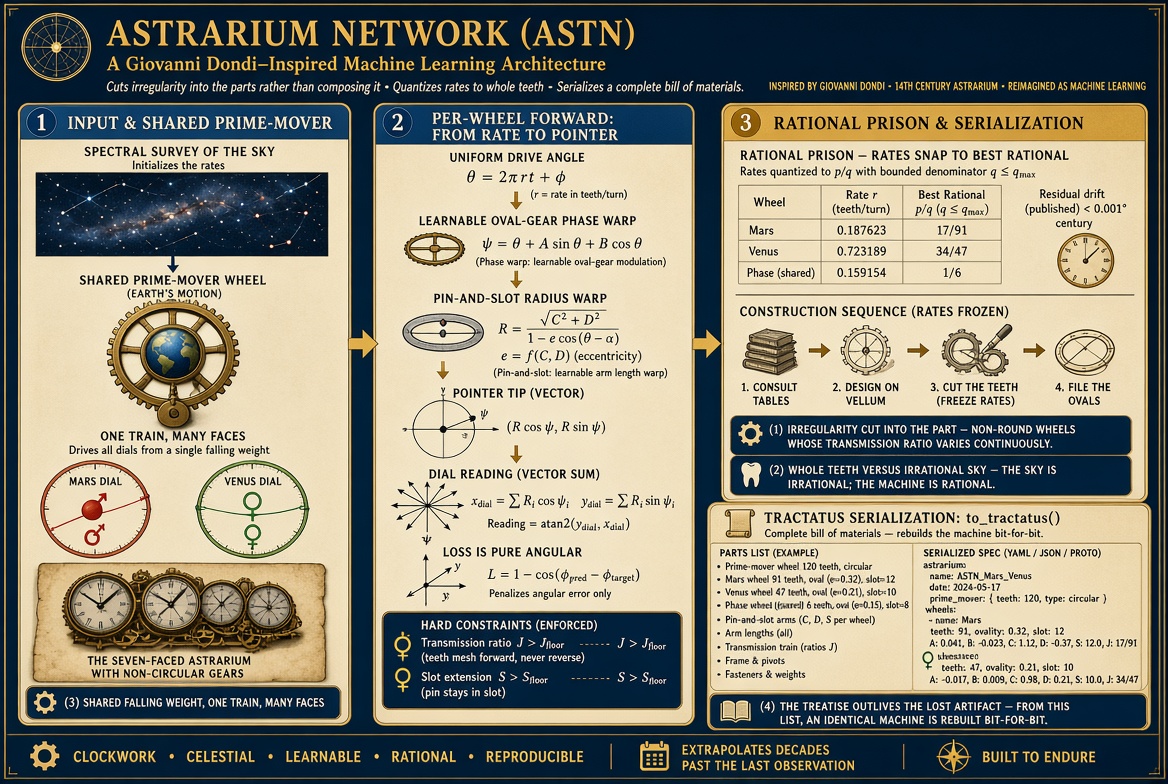 ASTRARIUM NETWORK (ASTN)
A Giovanni Dondi–Inspired Machine Learning Architecture
Cuts irregularity into the parts rather than composing it • Quantizes rates to whole teeth • Serializes a complete bill of materials.
INSPIRED BY GIOVANNI DONDI • 14TH CENTURY ASTRARIUM • REIMAGINED AS MACHINE LEARNING
1 INPUT & SHARED PRIME-MOVER
SPECTRAL SURVEY OF THE SKY
Initializes the rates
SHARED PRIME-MOVER WHEEL
(EARTH'S MOTION)
ONE TRAIN, MANY FACES
Drives all dials from a single falling weight
MARS DIAL
♂
VENUS DIAL
♀
♀
THE SEVEN-FACED ASTRARIUM
WITH NON-CIRCULAR GEARS
(3) SHARED FALLING WEIGHT, ONE TRAIN, MANY FACES
2 PER-WHEEL FORWARD:
FROM RATE TO POINTER
UNIFORM DRIVE ANGLE
θ = 2πrt + ϕ
(r = rate in teeth/turn)
LEARNABLE OVAL-GEAR PHASE WARP
ψ = θ + A sin θ + B cos θ
(Phase warp: learnable oval-gear modulation)
PIN-AND-SLOT RADIUS WARP
R = √(C² + D²) / (1 − e cos(θ − α))
e = f(C, D) (eccentricity)
(Pin-and-slot: learnable arm length warp)
POINTER TIP (VECTOR)
y
ψ
(R cos ψ, R sin ψ)
DIAL READING (VECTOR SUM)
x_dial = ∑ R_i cos ψ_i y_dial = ∑ R_i sin ψ_i
Reading = atan2(y_dial, x_dial)
ψ
LOSS IS PURE ANGULAR
y
L = 1 − cos(ϕ_pred − ϕ_target)
Penalizes angular error only
HARD CONSTRAINTS (ENFORCED)
Transmission ratio J > J_floor ------ J > J_floor
(teeth mesh forward, never reverse)
Slot extension S > S_floor ------ S > S_floor
(pin stays in slot)
3 RATIONAL PRISON & SERIALIZATION
RATIONAL PRISON — RATES SNAP TO BEST RATIONAL
Rates quantized to p/q with bounded denominator q ≤ q_max
Wheel Rate r (teeth/turn) Best Rational p/q (q ≤ q_max)
Mars 0.187623 17/91
Venus 0.723189 34/47
Phase (shared) 0.159154 1/6
Residual drift
(published) < 0.001°
century
CONSTRUCTION SEQUENCE (RATES FROZEN)
1. CONSULT TABLES
2. DESIGN ON VELLUM
3. CUT THE TEETH (FREEZE RATES)
4. FILE THE OVALS
(1) IRREGULARITY CUT INTO THE PART — NON-ROUND WHEELS
WHOSE TRANSMISSION RATIO VARIES CONTINUOUSLY.
(2) WHOLE TEETH VERSUS IRRATIONAL SKY — THE SKY IS
IRRATIONAL; THE MACHINE IS RATIONAL.
TRACTATUS SERIALIZATION: to_tractatus()
Complete bill of materials — rebuilds the machine bit-for-bit.
PARTS LIST (EXAMPLE)
• Prime-mover wheel 120 teeth, circular
• Mars wheel 91 teeth, oval (e=0.32), slot=12
• Venus wheel 47 teeth, oval (e=0.21), slot=10
• Phase wheel 6 teeth, oval (e=0.15), slot=8
• Pin-and-slot arms (C, D, S per wheel)
• Arm lengths (all)
• Transmission train (ratios J)
• Frame & pivots
• Fasteners & weights
SERIALIZED SPEC (YAML / JSON / PROTO)
astrarium:
name: ASTN_Mars_Venus
date: 2024-05-17
prime_mover: { teeth: 120, type: circular }
wheels:
- name: Mars
teeth: 91, ovality: 0.32, slot: 12
A: 0.041, B: -0.023, C: 1.12, D: -0.37, S: 12.0, J: 17/91
♀
teeth: 47, ovality: 0.21, slot: 10
A: -0.017, B: 0.009, C: 0.98, D: 0.21, S: 10.0, J: 34/47
(4) THE TREATISE OUTLIVES THE LOST ARTIFACT — FROM THIS
LIST, AN IDENTICAL MACHINE IS REBUILT BIT-FOR-BIT.
CLOCKWORK • CELESTIAL • LEARNABLE • RATIONAL • REPRODUCIBLE
EXTRAPOLATES DECADES
PAST THE LAST OBSERVATION
BUILT TO ENDURE